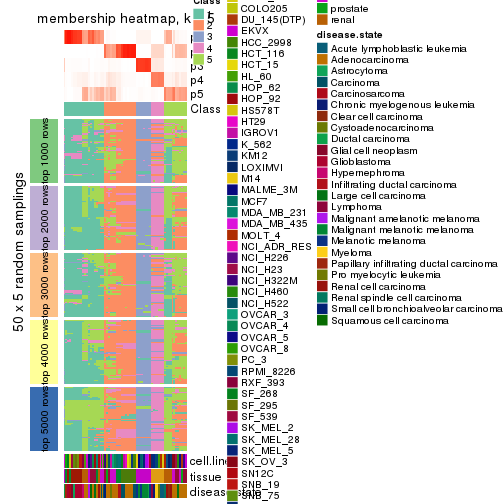 membership heatmap, k
Class
1
2
3
4
5
p4
p5
Class
50 x 5 random samplings
top 1000 rows
top 2000 rows
top 3000 rows
top 4000 rows
top 5000 rows
cell.line
tissue
disease.state
COLO205
DU_145(DTP)
EKVX
HCC_2998
HCT_116
HCT_15
HL_60
HOP_62
HOP_92
HS578T
HT29
IGROV1
K_562
KM12
LOXIMVI
M14
MALME_3M
MCF7
MDA_MB_231
MDA_MB_435
MOLT_4
NCI_ADR_RES
NCI_H226
NCI_H23
NCI_H322M
NCI_H460
NCI_H522
OVCAR_3
OVCAR_4
OVCAR_5
OVCAR_8
PC_3
RPMI_8226
RXF_393
SF_268
SF_295
SF_539
SK_MEL_2
SK_MEL_28
SK_MEL_5
SK_OV_3
SN12C
SNB_19
SNB_75
prostate
renal
disease.state
Acute lymphoblastic leukemia
Adenocarcinoma
Astrocytoma
Carcinoma
Carcinosarcoma
Chronic myelogenous leukemia
Clear cell carcinoma
Cystoadenocarcinoma
Ductal carcinoma
Glial cell neoplasm
Glioblastoma
Hypernephroma
Infiltrating ductal carcinoma
Large cell carcinoma
Lymphoma
Malignant amelanotic melanoma
Malignant melanotic melanoma
Melanotic melanoma
Myeloma
Papillary infiltrating ductal carcinoma
Pro myelocytic leukemia
Renal cell carcinoma
Renal spindle cell carcinoma
Small cell bronchioalveolar carcinoma
Squamous cell carcinoma